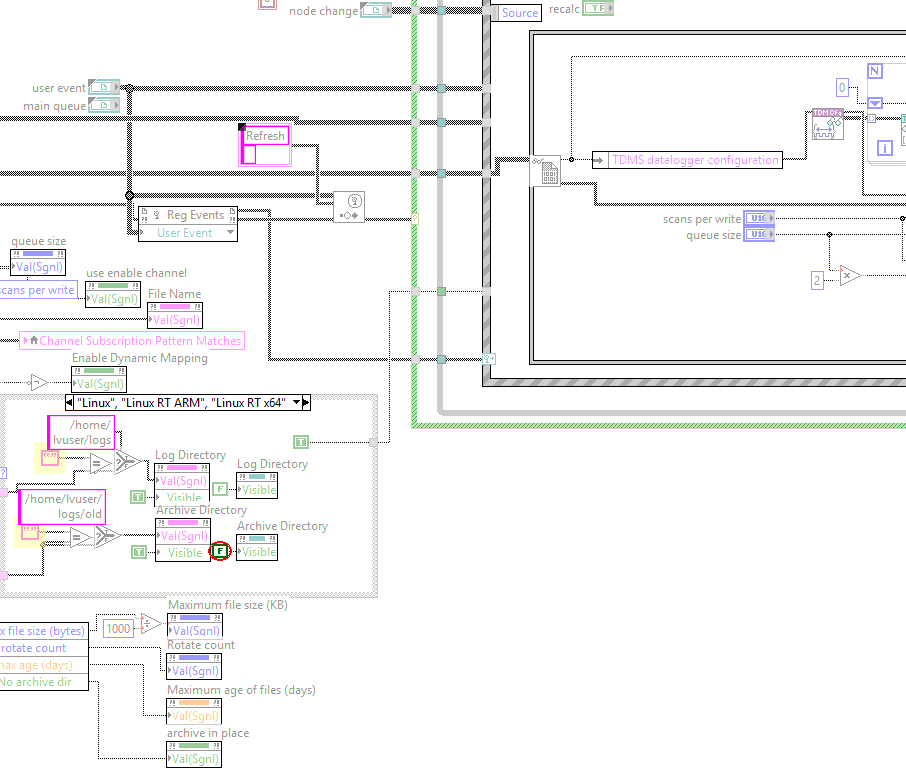 node change
Source
recalc
TF
user event
main queue
N
0
Refresh
i
TDMS datalogger configuration
Reg Events
User Event
scans per write
U16
queue size
U16
2
queue size
Val(Sgnl)
scans per write
use enable channel
Val(Sgnl)
File Name
Val(Sgnl)
Channel Subscription Pattern Matches
Enable Dynamic Mapping
Val(Sgnl)
"Linux", "Linux RT ARM", "Linux RT x64"
/home/
lvuser/logs
T
Log Directory
Val(Sgnl)
T
Visible
F
Log Directory
Visible
/home/lvuser/
logs/old
Archive Directory
Val(Sgnl)
T
Visible
F
Archive Directory
Visible
Maximum file size (KB)
x file size (bytes)
1000
Val(Sgnl)
rotate count
Rotate count
Val(Sgnl)
max age (days)
No archive dir
Maximum age of files (days)
Val(Sgnl)
archive in place
Val(Sgnl)